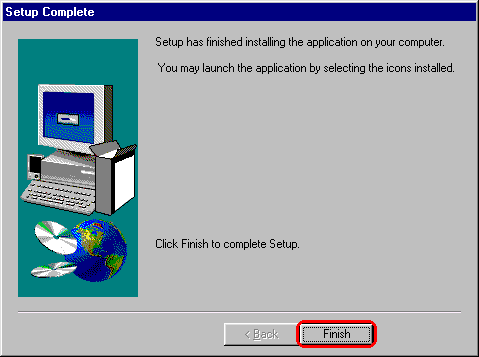 Setup Complete
Setup has finished installing the application on your computer.
You may launch the application by selecting the icons installed.
Click Finish to complete Setup.
< Back
Finish